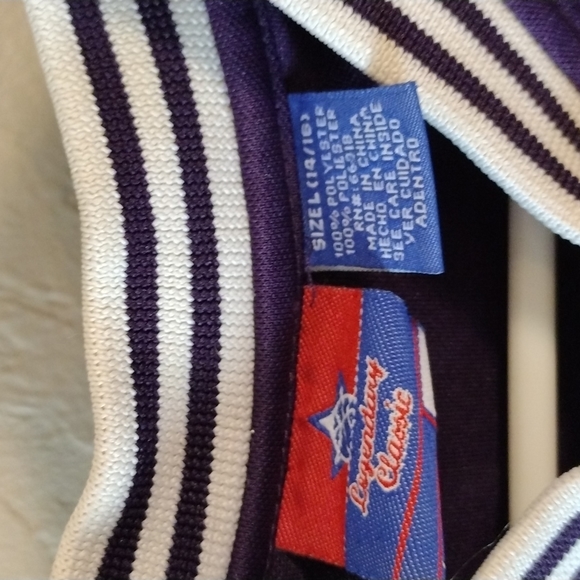 SIZE L (14/16)
100% POLYESTER
100% POLIESTER
RN#: 66218
MADE IN CHINA
HECHO EN CHINA
SEE CARE INSIDE
VER CUIDADO
ADENTRO
Legendary
Classic